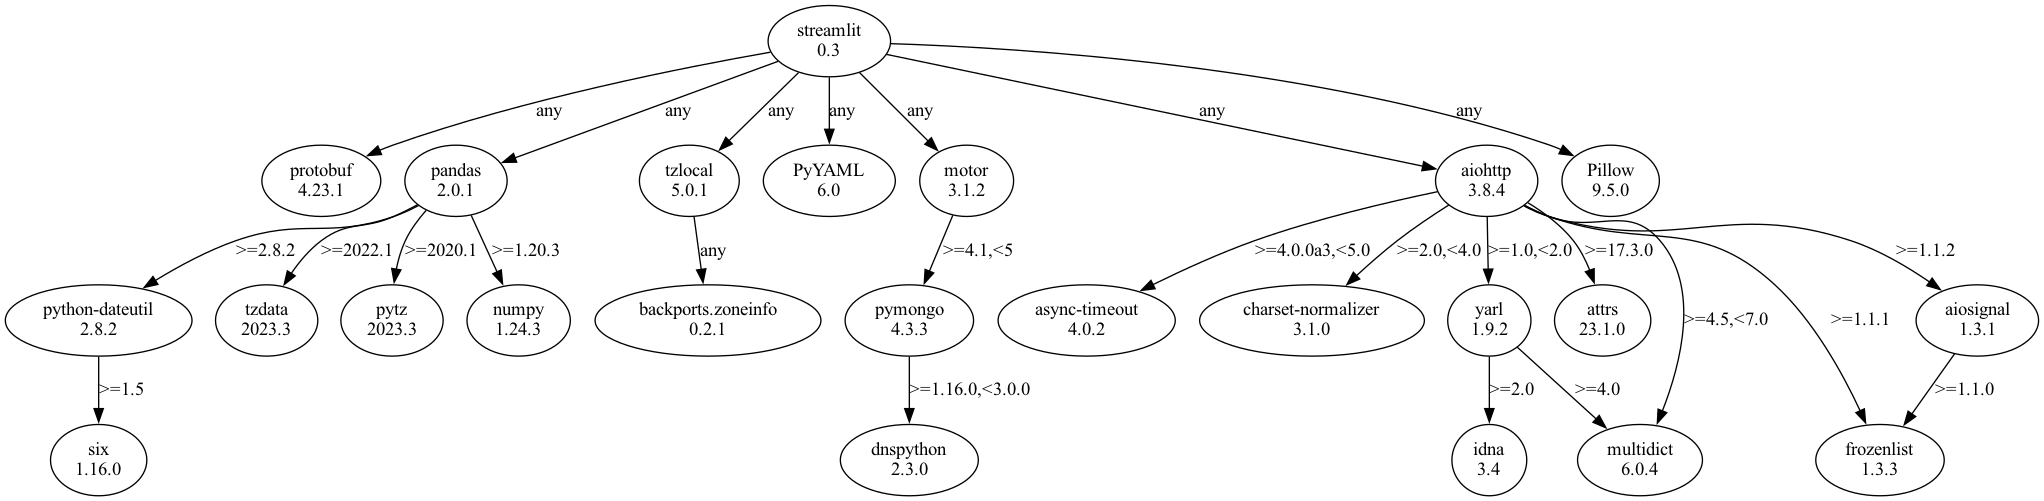 streamlit
0.3
any
any
any
any
any
any
any
protobuf
4.23.1
pandas
2.0.1
tzlocal
5.0.1
PyYAML
6.0
motor
3.1.2
aiohttp
3.8.4
Pillow
9.5.0
>=2.8.2
>=2022.1
>=2020.1
>=1.20.3
any
>=4.1,<5
>=4.0.0a3,<5.0
>=2.0,<4.0
>=1.0,<2.0
>=17.3.0
>=1.1.2
python-dateutil
2.8.2
tzdata
2023.3
pytz
2023.3
numpy
1.24.3
backports.zoneinfo
0.2.1
pymongo
4.3.3
async-timeout
4.0.2
charset-normalizer
3.1.0
yarl
1.9.2
attrs
23.1.0
>=4.5,<7.0
>=1.1.1
aiosignal
1.3.1
>=1.5
>=1.16.0,<3.0.0
>=2.0
>=4.0
>=1.1.0
six
1.16.0
dnspython
2.3.0
idna
3.4
multidict
6.0.4
frozenlist
1.3.3